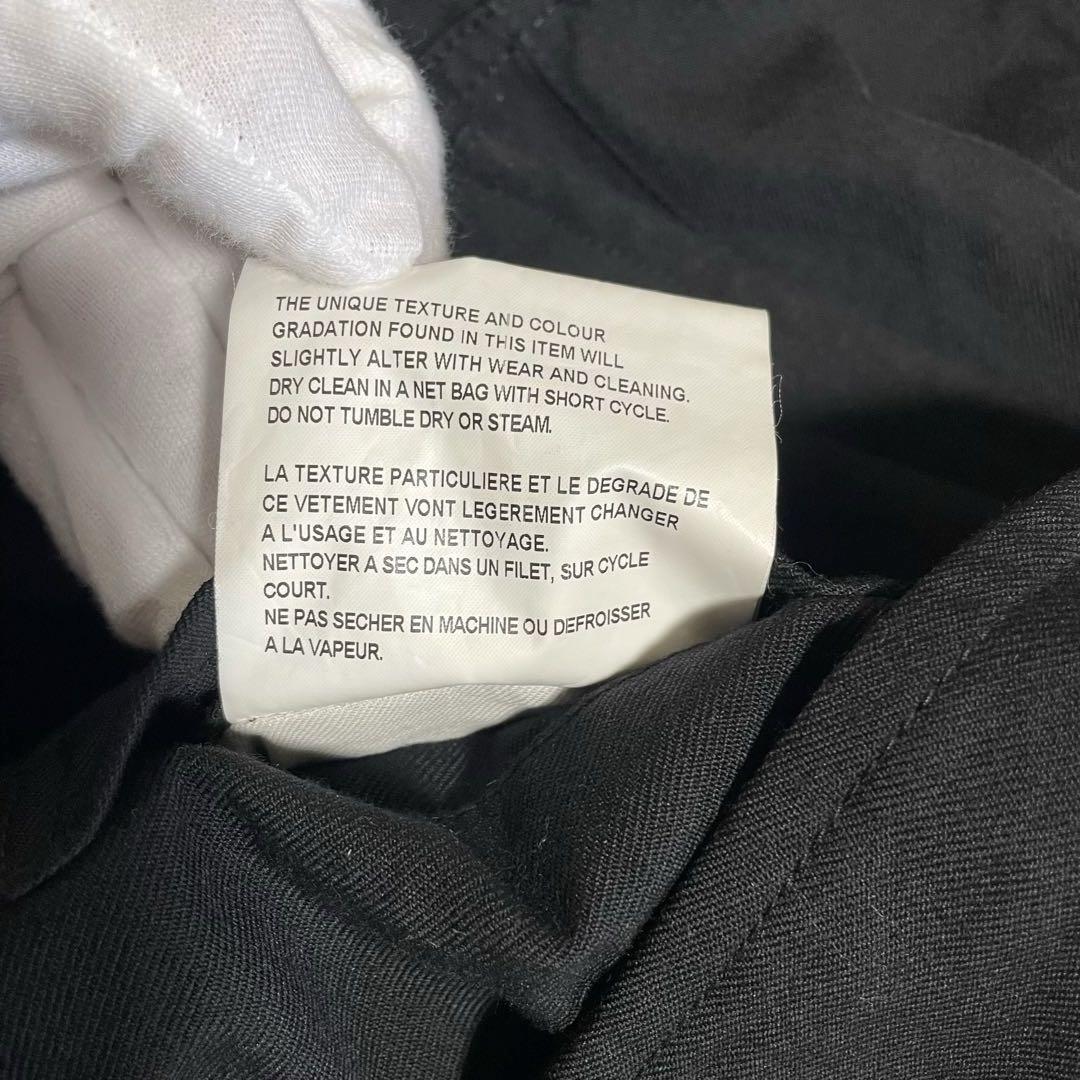 THE UNIQUE TEXTURE AND COLOUR
GRADATION FOUND IN THIS ITEM WILL
SLIGHTLY ALTER WITH WEAR AND CLEANING.
DRY CLEAN IN A NET BAG WITH SHORT CYCLE.
DO NOT TUMBLE DRY OR STEAM.
LA TEXTURE PARTICULIERE ET LE DEGRADE DE
CE VETEMENT VONT LEGEREMENT CHANGER
A L'USAGE ET AU NETTOYAGE.
NETTOYER A SEC DANS UN FILET, SUR CYCLE
COURT.
NE PAS SECHER EN MACHINE OU DEFROISSER
A LA VAPEUR.